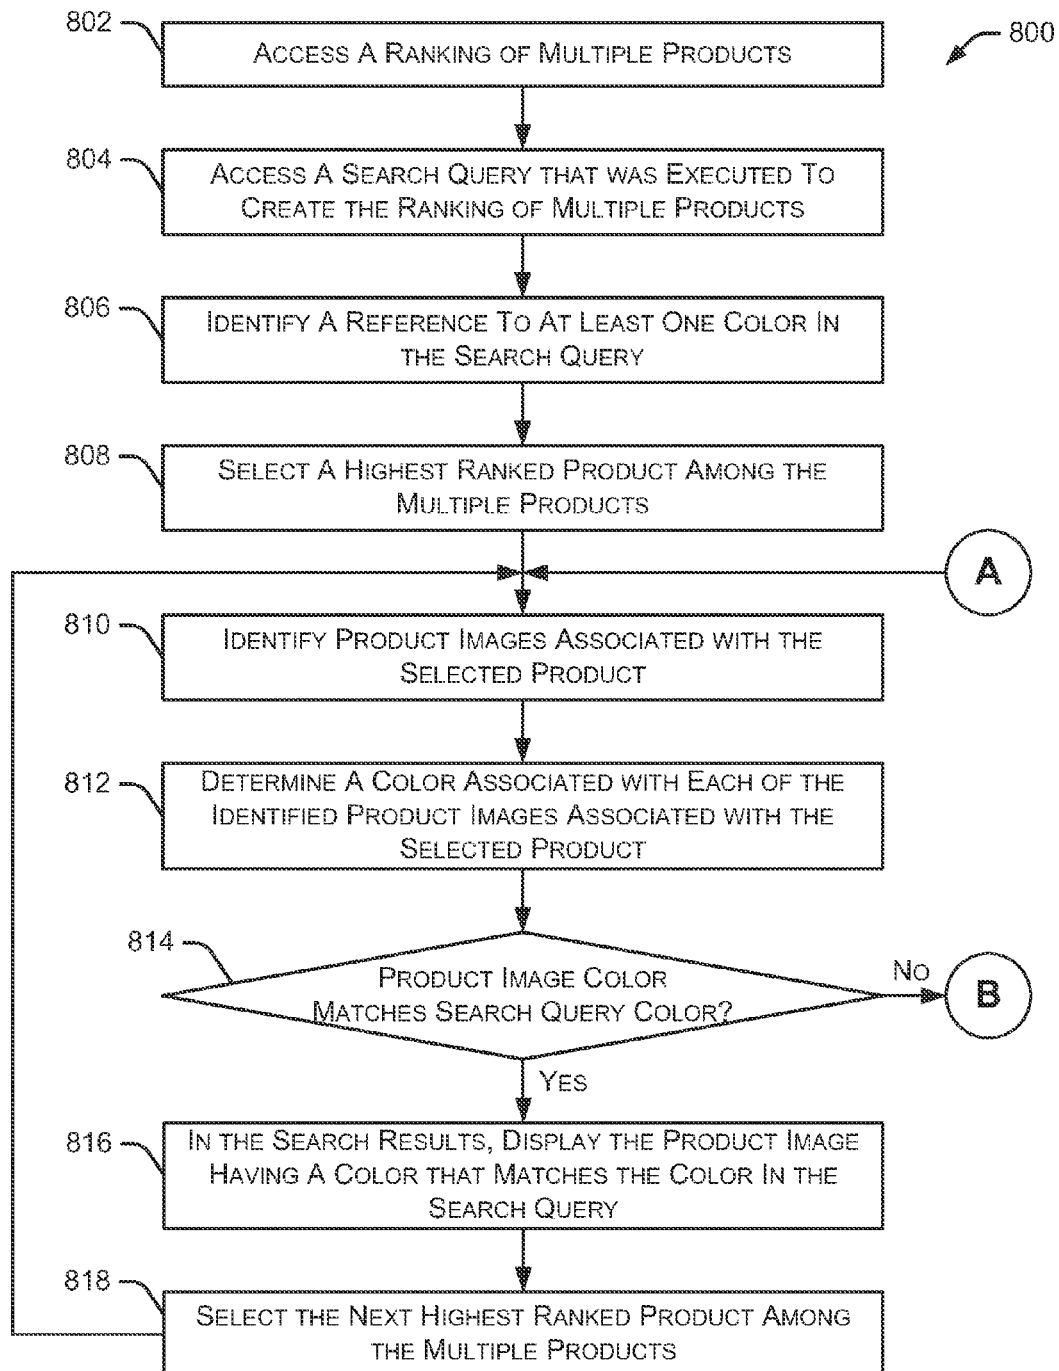 802
ACCESS A RANKING OF MULTIPLE PRODUCTS
800
804
ACCESS A SEARCH QUERY THAT WAS EXECUTED TO
CREATE THE RANKING OF MULTIPLE PRODUCTS
806
IDENTIFY A REFERENCE TO AT LEAST ONE COLOR IN
THE SEARCH QUERY
808
SELECT A HIGHEST RANKED PRODUCT AMONG THE
MULTIPLE PRODUCTS
A
810
IDENTIFY PRODUCT IMAGES ASSOCIATED WITH THE
SELECTED PRODUCT
812
DETERMINE A COLOR ASSOCIATED WITH EACH OF THE
IDENTIFIED PRODUCT IMAGES ASSOCIATED WITH THE
SELECTED PRODUCT
814
PRODUCT IMAGE COLOR
MATCHES SEARCH QUERY COLOR?
NO
B
YES
816
IN THE SEARCH RESULTS, DISPLAY THE PRODUCT IMAGE
HAVING A COLOR THAT MATCHES THE COLOR IN THE
SEARCH QUERY
818
SELECT THE NEXT HIGHEST RANKED PRODUCT AMONG
THE MULTIPLE PRODUCTS